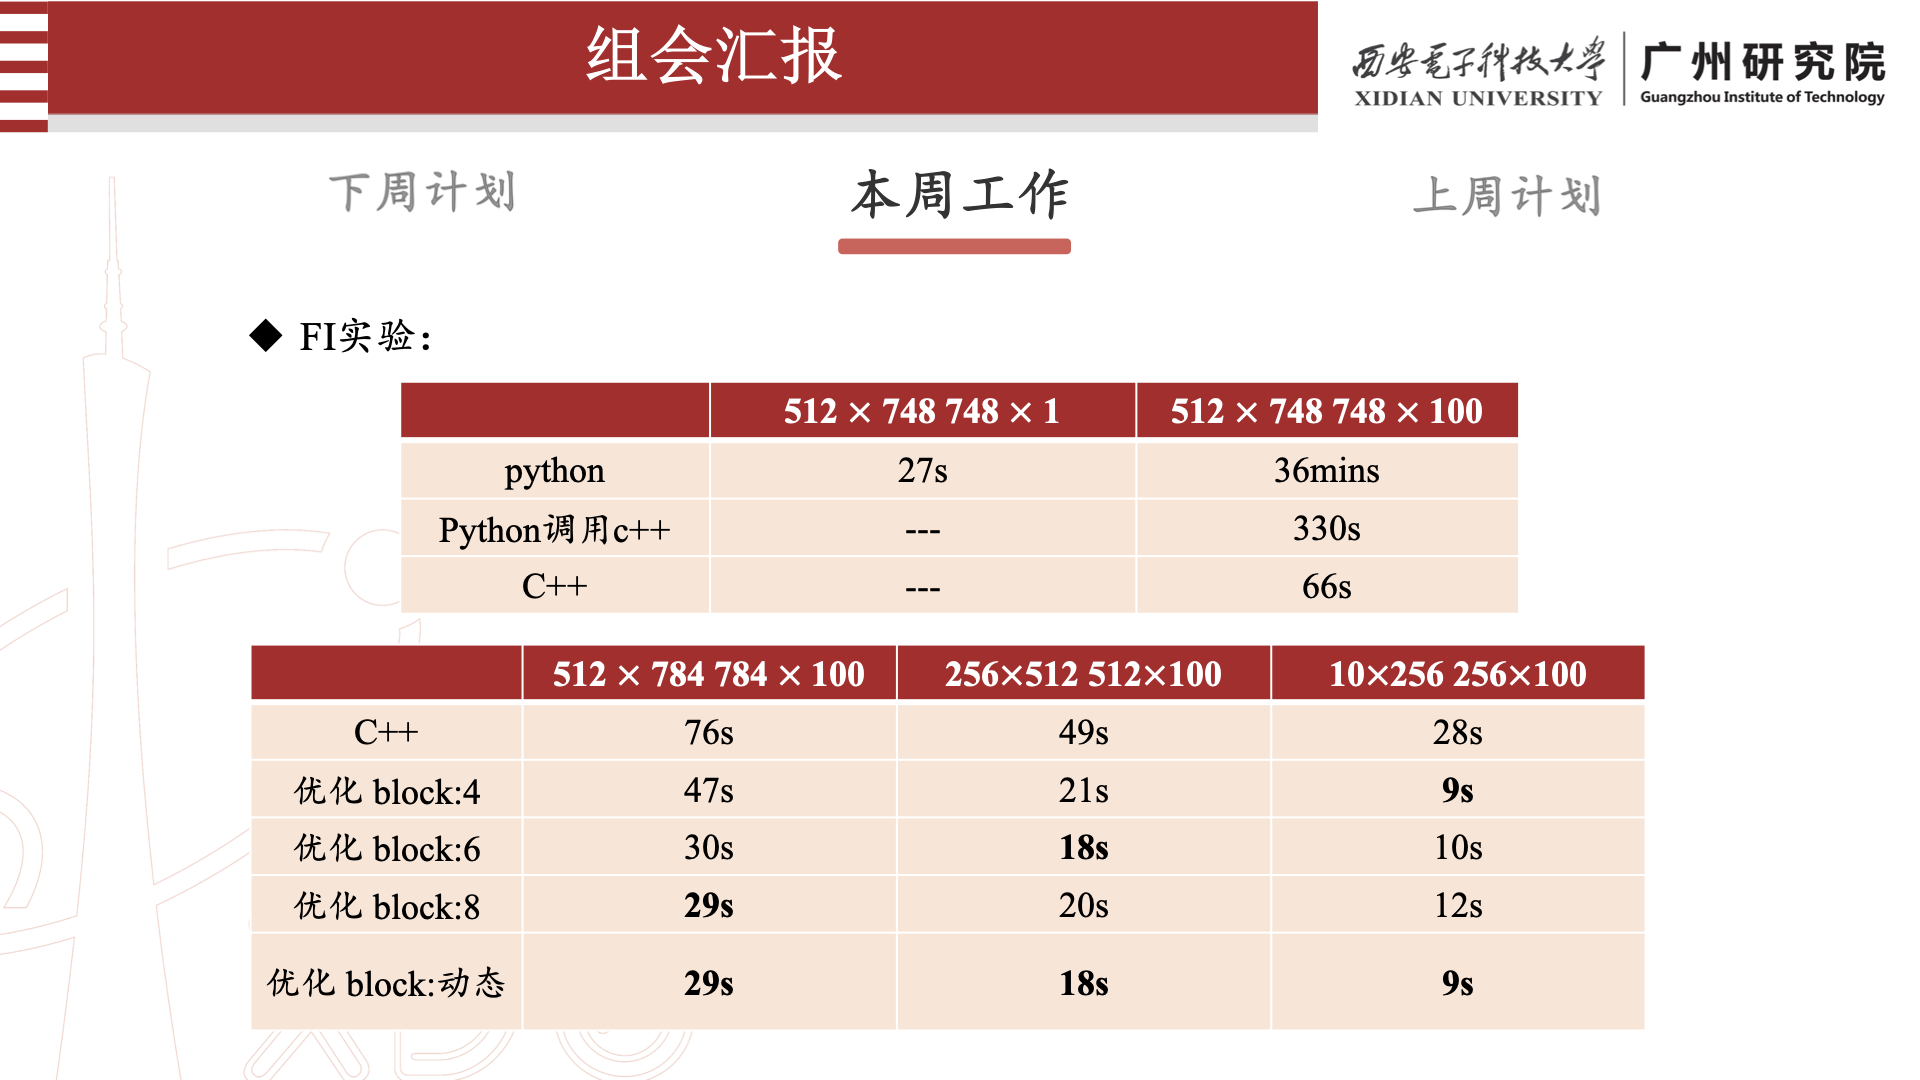 组会汇报
西安電子科技大學
XIDIAN UNIVERSITY
广州研究院
Guangzhou Institute of Technology
下周计划 本周工作 上周计划
◆ FI实验：
512 × 748 748 × 1 512 × 748 748 × 100
python 27s 36mins
Python调用c++ --- 330s
C++ --- 66s
512 × 784 784 × 100 256×512 512×100 10×256 256×100
C++ 76s 49s 28s
优化 block:4 47s 21s 9s
优化 block:6 30s 18s 10s
优化 block:8 29s 20s 12s
优化 block:动态 29s 18s 9s